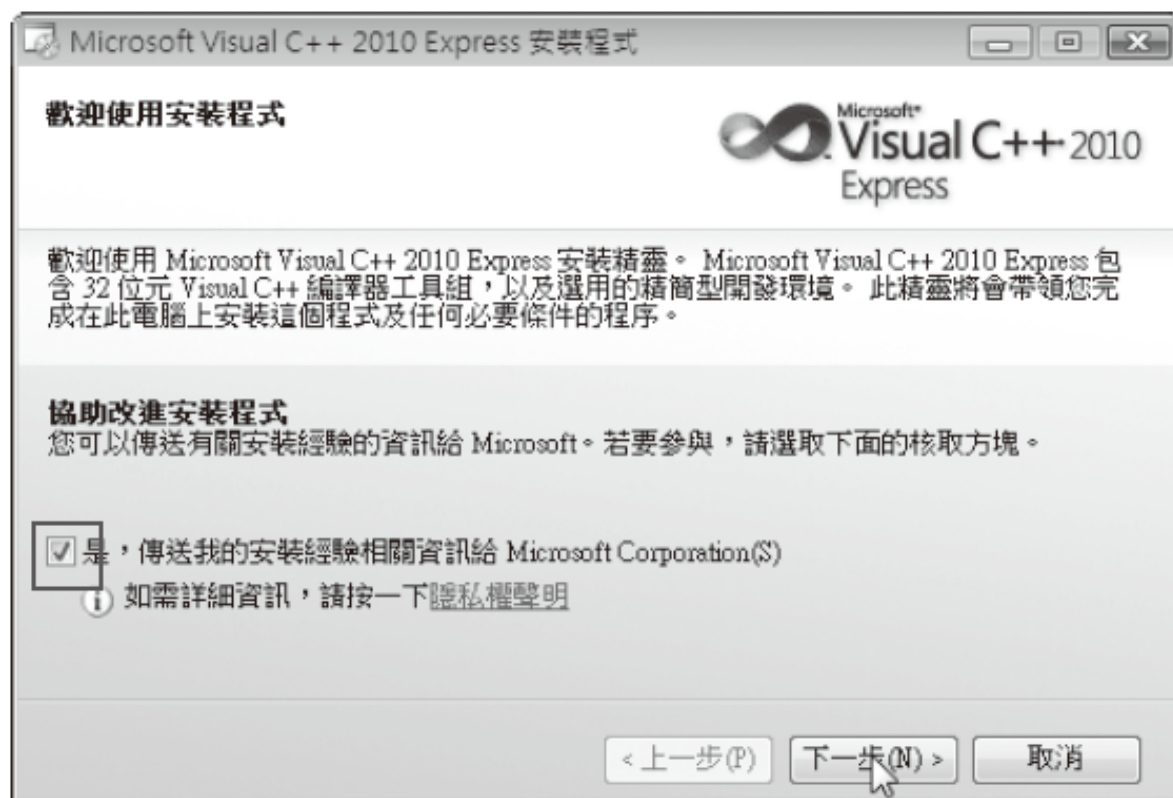 Microsoft Visual C++ 2010 Express 安裝程式
歡迎使用安裝程式
Microsoft®
Visual C++ 2010
Express
歡迎使用 Microsoft Visual C++ 2010 Express 安裝精靈。 Microsoft Visual C++ 2010 Express 包
含 32 位元 Visual C++ 編譯器工具組，以及選用的精簡型開發環境。 此精靈將會帶領您完
成在此電腦上安裝這個程式及任何必要條件的程序。
協助改進安裝程式
您可以傳送有關安裝經驗的資訊給 Microsoft。若要參與，請選取下面的核取方塊。
是，傳送我的安裝經驗相關資訊給 Microsoft Corporation(S)
如需詳細資訊，請按一下隱私權聲明
< 上一步(P)
下一步(N) >
取消